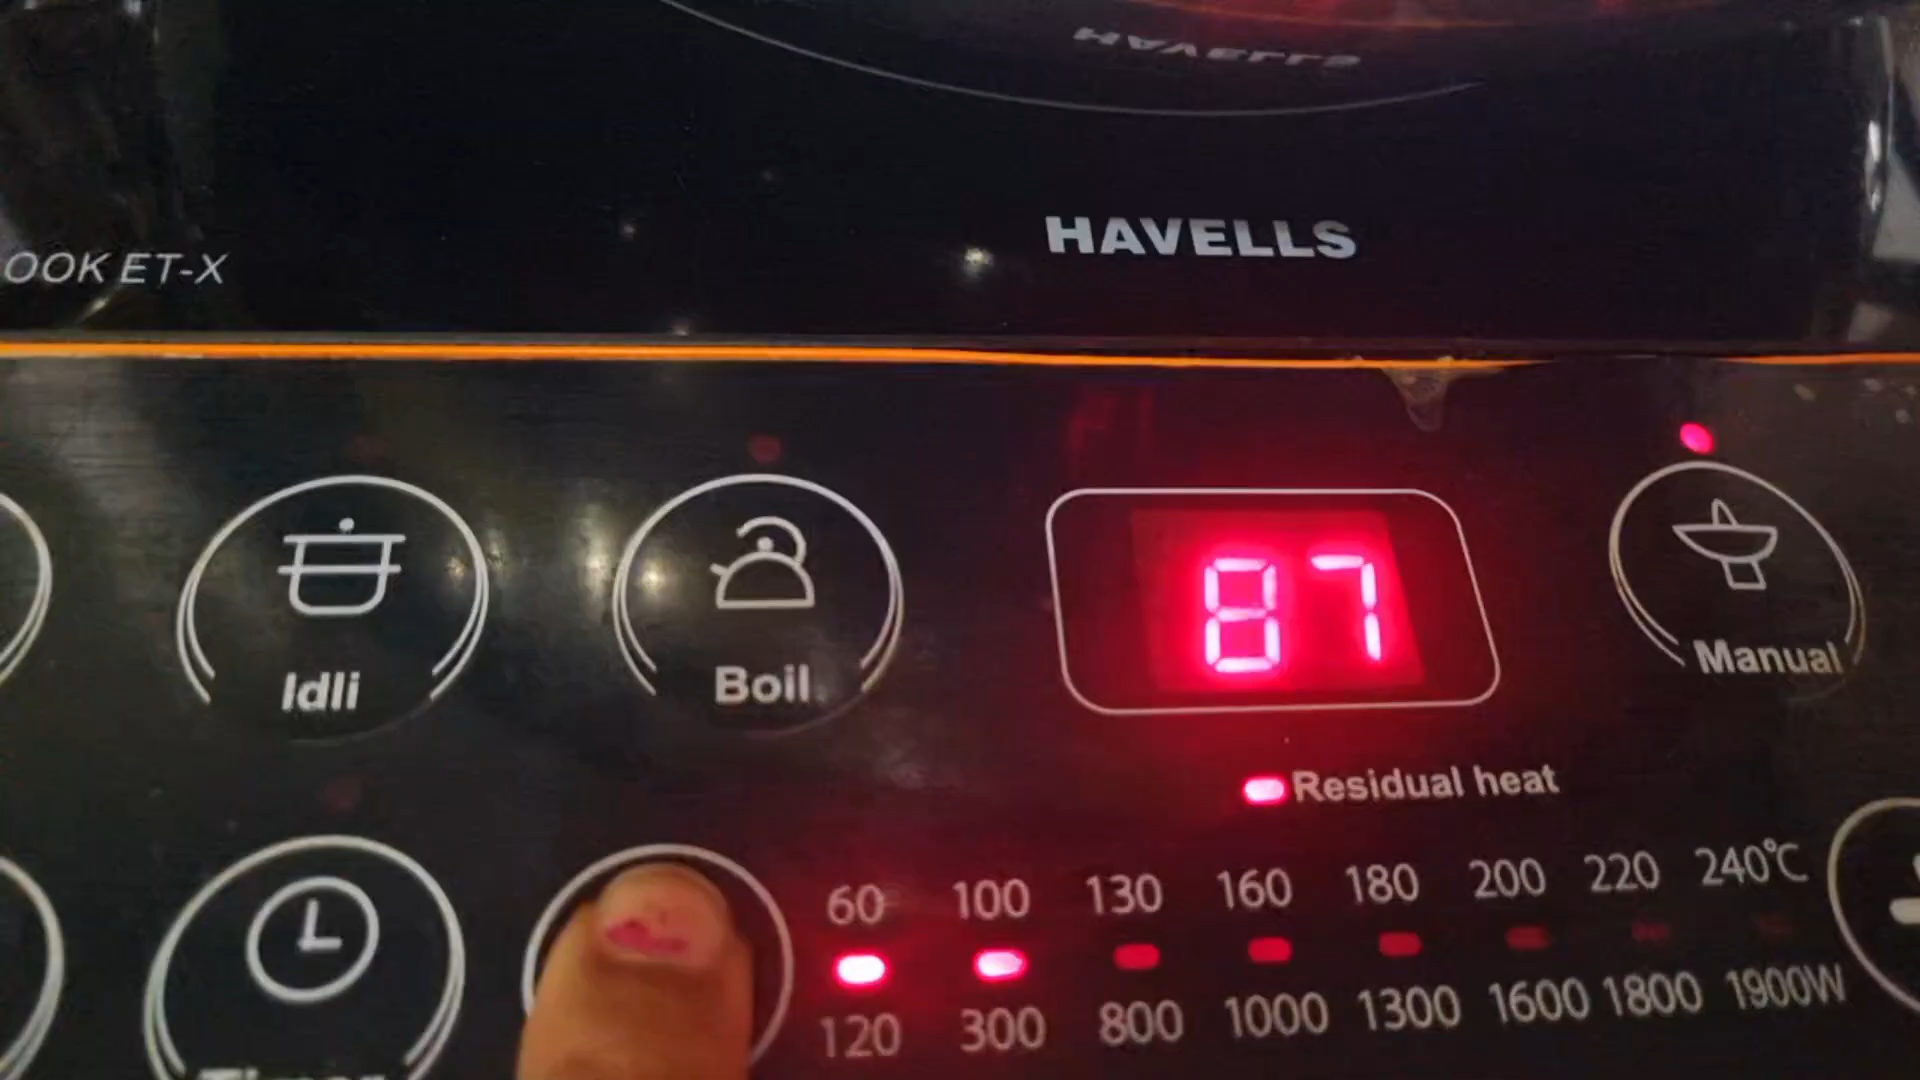 HAVELLS
HAVELLS
OOK ET-X
87
Idli
Boil
Manual
Residual heat
60 100 130 160 180 200 220 240℃
120 300 800 1000 1300 1600 1800 1900W
Timer